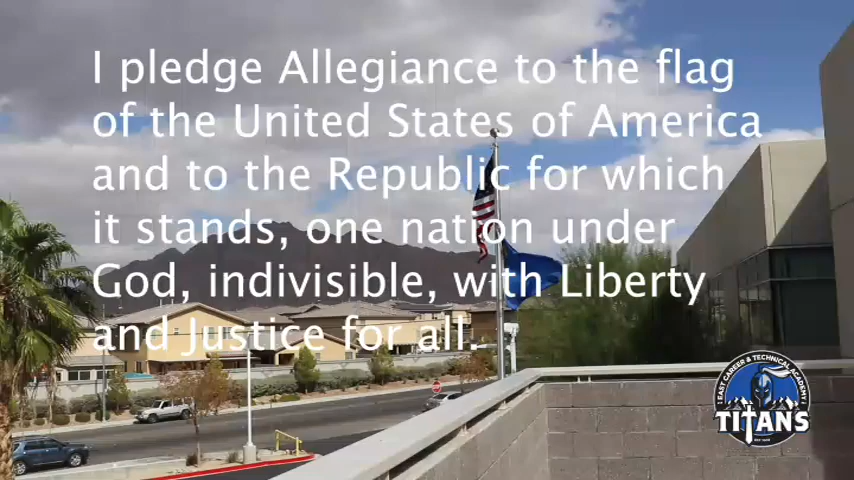 I pledge Allegiance to the flag
of the United States of America
and to the Republic for which
it stands, one nation under
God, indivisible, with Liberty
and Justice for all.
EAST CAREER & TECHNICAL ACADEMY
TITANS